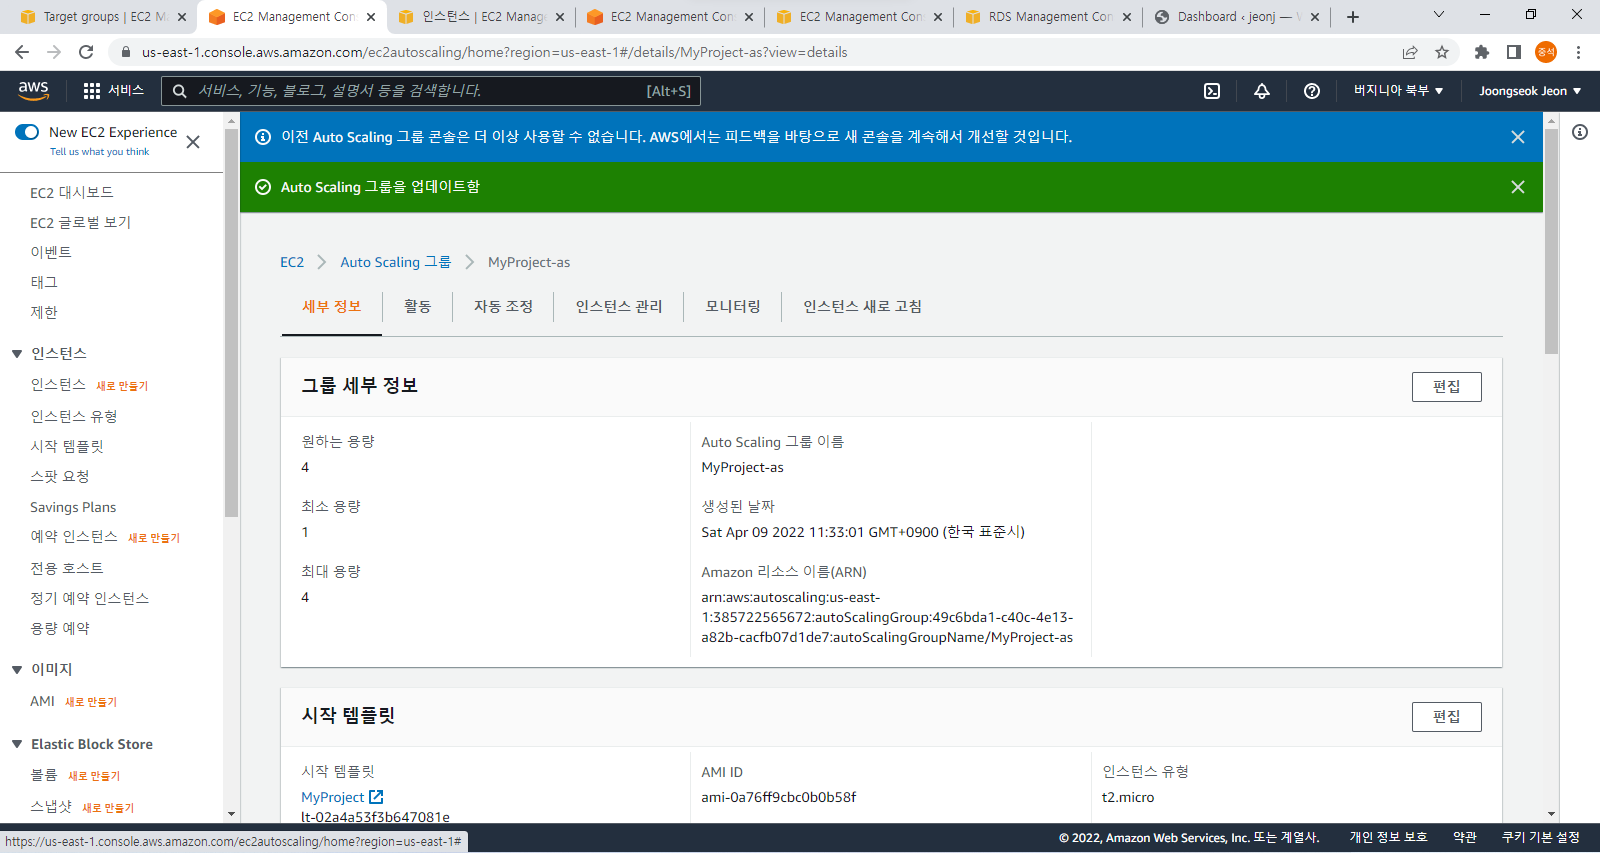 Target groups | EC2 Ma
EC2 Management Con
인스턴스 | EC2 Manage
EC2 Management Con
EC2 Management Con
RDS Management Con
Dashboard ‹ jeonj — W
us-east-1.console.aws.amazon.com/ec2autoscaling/home?region=us-east-1#/details/MyProject-as?view=details
증석
aws
서비스
서비스, 기능, 블로그, 설명서 등을 검색합니다.
[Alt+S]
버지니아 북부
Joongseok Jeon
New EC2 Experience
Tell us what you think
EC2 대시보드
EC2 글로벌 보기
이벤트
태그
제한
인스턴스
인스턴스 새로 만들기
인스턴스 유형
시작 템플릿
스팟 요청
Savings Plans
예약 인스턴스 새로 만들기
전용 호스트
정기 예약 인스턴스
용량 예약
이미지
AMI 새로 만들기
Elastic Block Store
볼륨 새로 만들기
스냅샷 새로 만들기
이전 Auto Scaling 그룹 콘솔은 더 이상 사용할 수 없습니다. AWS에서는 피드백을 바탕으로 새 콘솔을 계속해서 개선할 것입니다.
Auto Scaling 그룹을 업데이트함
EC2 Auto Scaling 그룹 MyProject-as
세부 정보 활동 자동 조정 인스턴스 관리 모니터링 인스턴스 새로 고침
그룹 세부 정보
편집
원하는 용량
4
최소 용량
1
최대 용량
4
Auto Scaling 그룹 이름
MyProject-as
생성된 날짜
Sat Apr 09 2022 11:33:01 GMT+0900 (한국 표준시)
Amazon 리소스 이름(ARN)
arn:aws:autoscaling:us-east-
1:385722565672:autoScalingGroup:49c6bda1-c40c-4e13-
a82b-cacfb07d1de7:autoScalingGroupName/MyProject-as
시작 템플릿
편집
시작 템플릿
MyProject
lt-02a4a53f3b647081e
AMI ID
ami-0a76ff9cbc0b0b58f
인스턴스 유형
t2.micro
https://us-east-1.console.aws.amazon.com/ec2autoscaling/home?region=us-east-1#
© 2022, Amazon Web Services, Inc. 또는 계열사.
개인 정보 보호
약관
쿠키 기본 설정